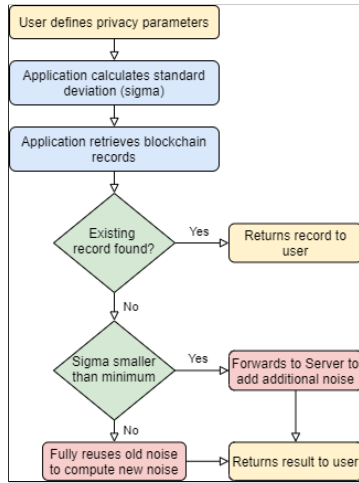 User defines privacy parameters
Application calculates standard
deviation (sigma)
Application retrieves blockchain
records
Existing
record found?
Yes
Returns record to
user
No
Sigma smaller
than minimum
Yes
Forwards to Server to
add additional noise
No
Fully reuses old noise
to compute new noise
Returns result to user